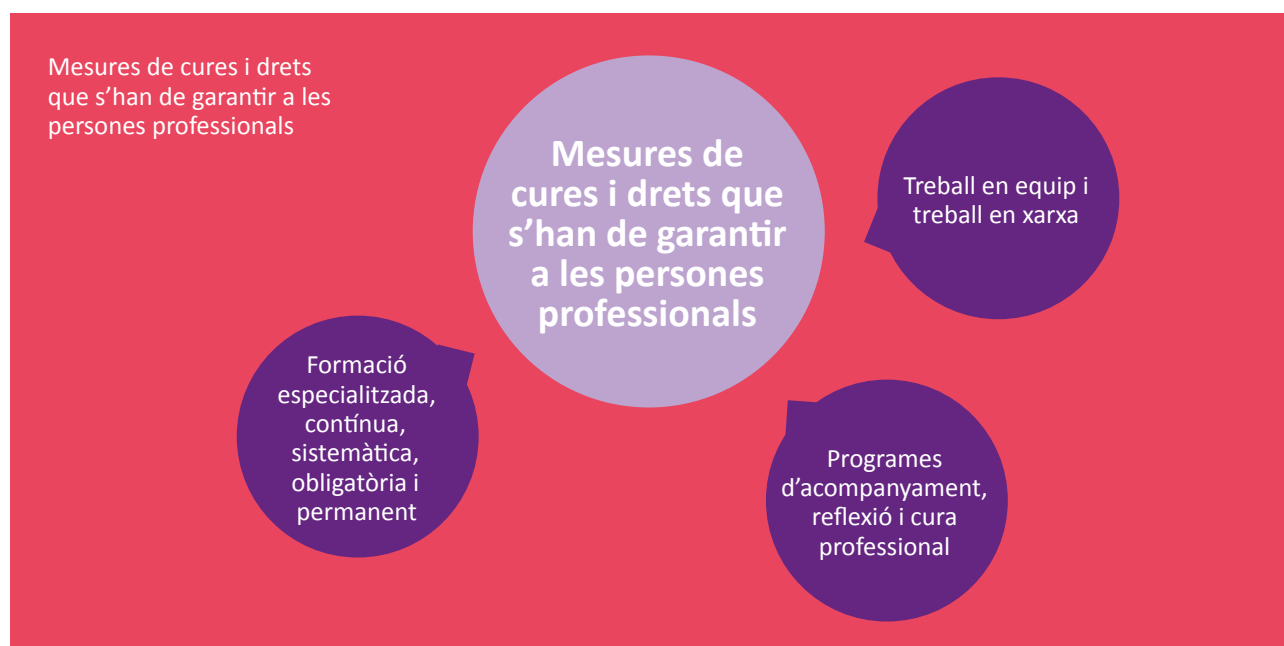 Mesures de cures i drets
que s’han de garantir a les
persones professionals
Mesures de
cures i drets que
s’han de garantir
a les persones
professionals
Treball en equip i
treball en xarxa
Formació
especialitzada,
contínua,
sistemàtica,
obligatòria i
permanent
Programes
d’acompanyament,
reflexió i cura
professional